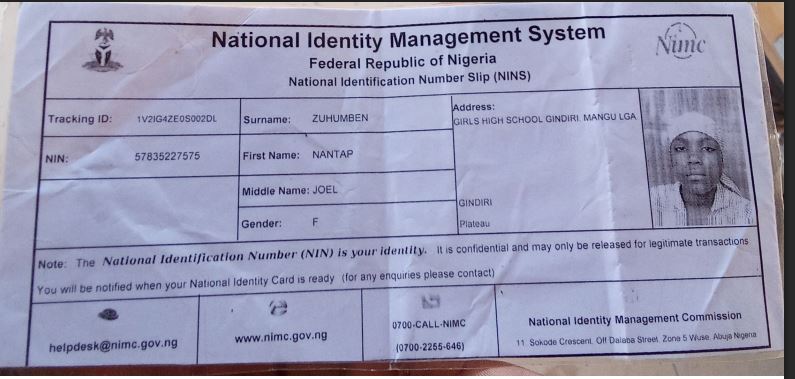 National Identity Management System
Federal Republic of Nigeria
National Identification Number Slip (NINS)
Nimc
Tracking ID: 1V2IG4ZE0S002DL
Surname: ZUHUMBEN
Address:
GIRLS HIGH SCHOOL GINDIRI, MANGU LGA
NIN: 57835227575
First Name: NANTAP
Middle Name: JOEL
GINDIRI
Gender: F
Plateau
Note: The National Identification Number (NIN) is your identity. It is confidential and may only be released for legitimate transactions
You will be notified when your National Identity Card is ready (for any enquiries please contact)
helpdesk@nimc.gov.ng
www.nimc.gov.ng
0700-CALL-NIMC
(0700-2255-646)
National Identity Management Commission
11, Sokode Crescent, Off Dalaba Street, Zone 5 Wuse, Abuja Nigeria